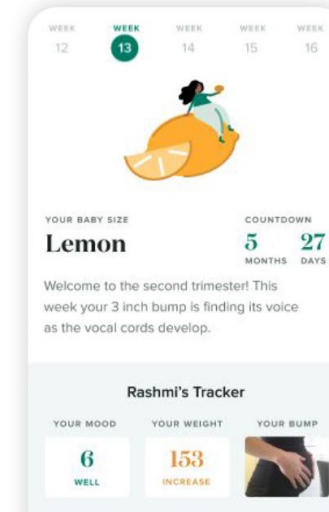 WEEK WEEK WEEK WEEK WEEK
12 13 14 15 16
YOUR BABY SIZE
Lemon
COUNTDOWN
5 27
MONTHS DAYS
Welcome to the second trimester! This
week your 3 inch bump is finding its voice
as the vocal cords develop.
Rashmi's Tracker
YOUR MOOD YOUR WEIGHT YOUR BUMP
6 153
WELL INCREASE